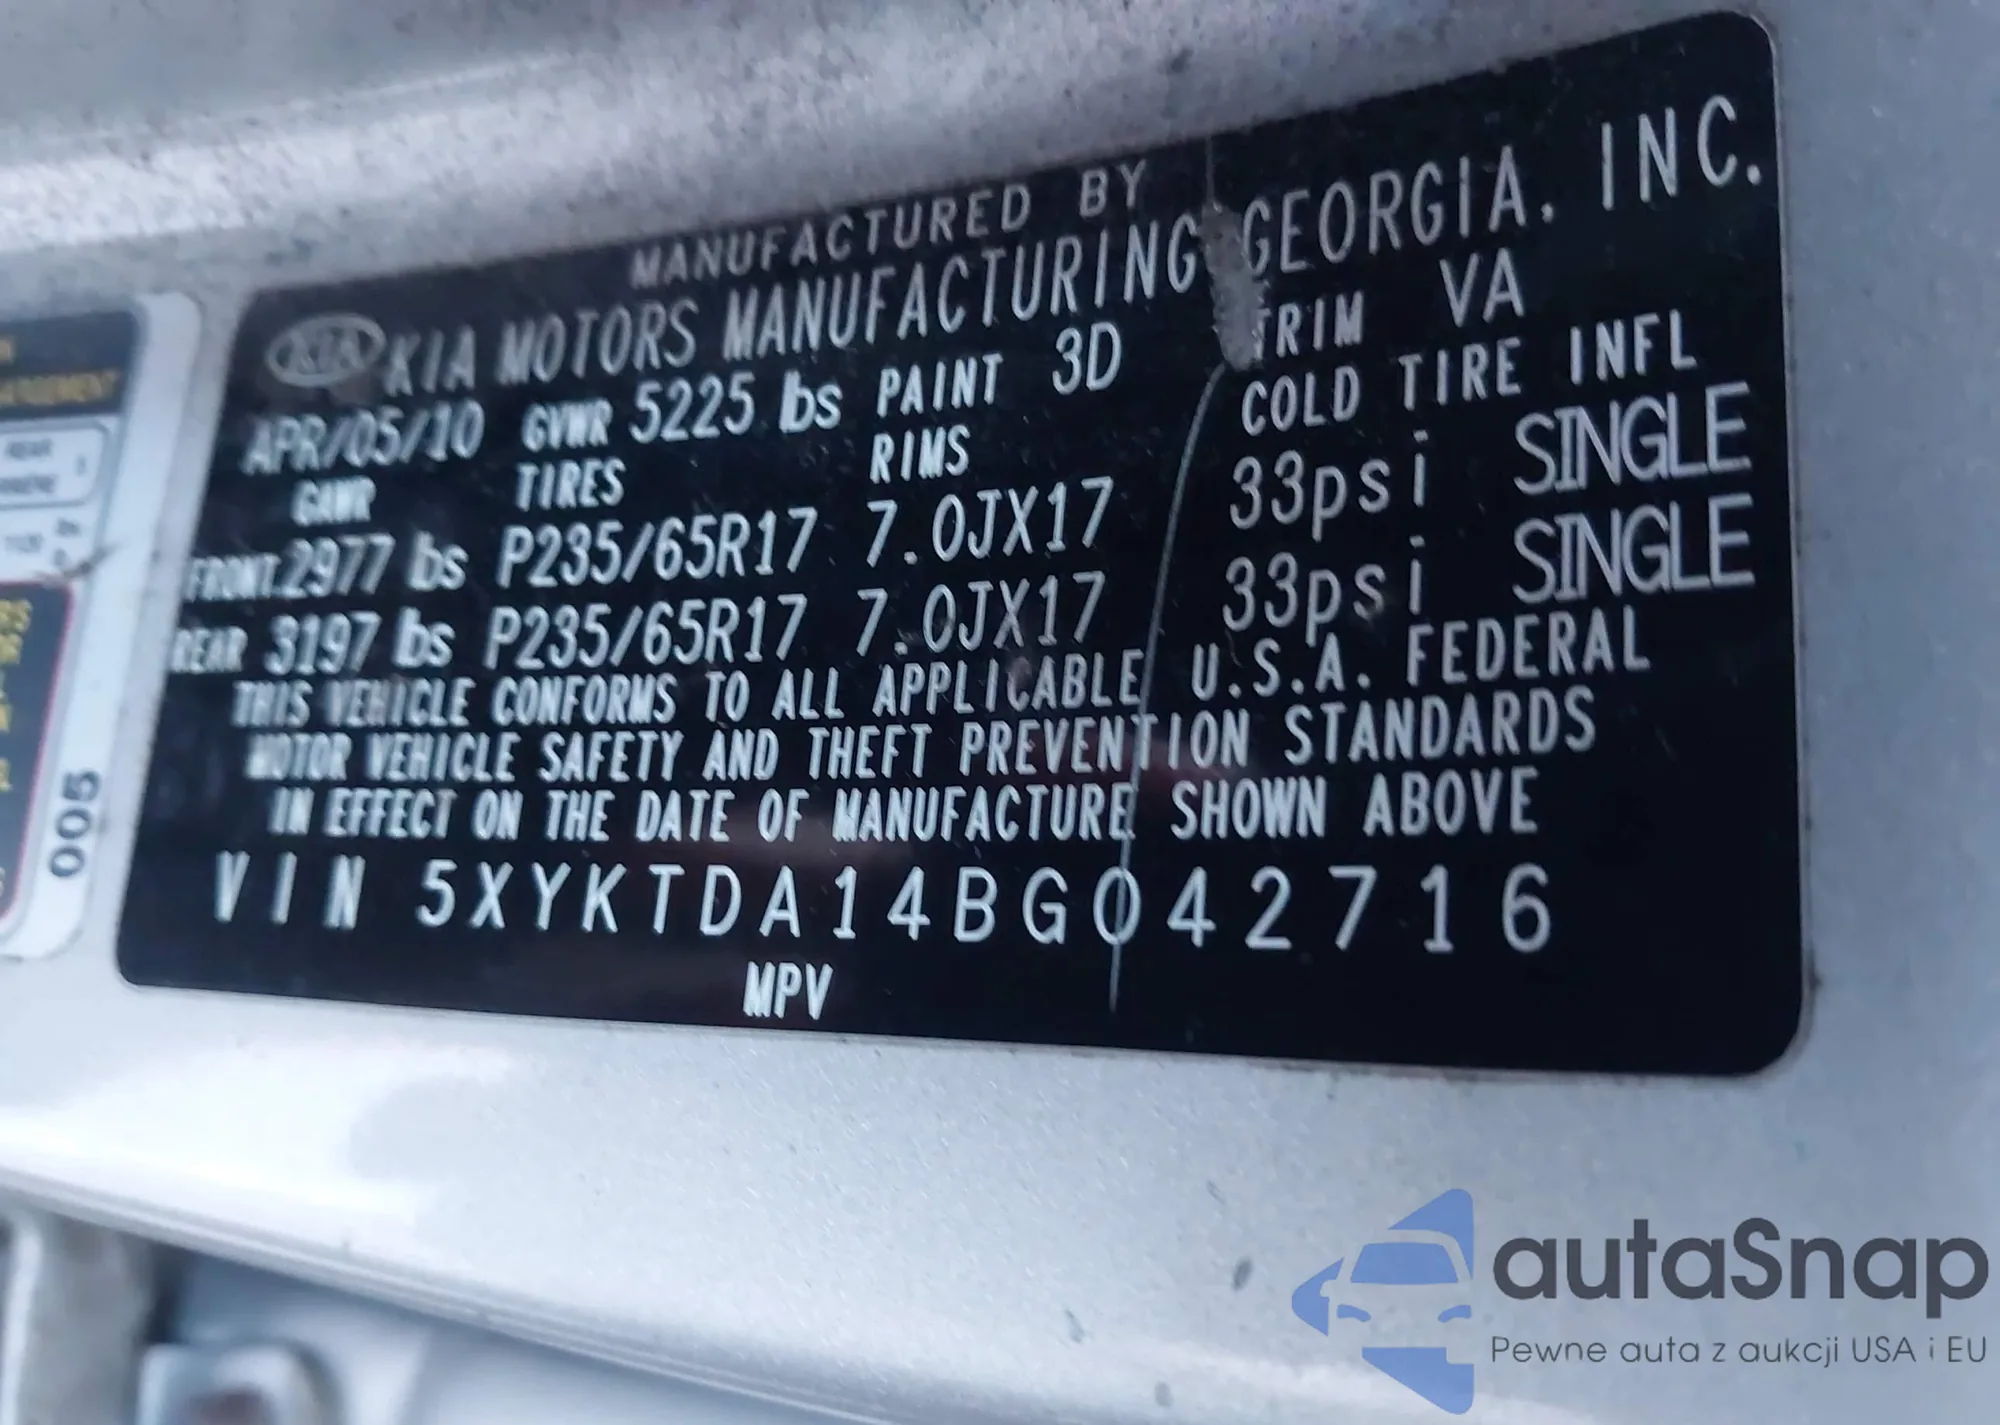 MANUFACTURED BY
KIA KIA MOTORS MANUFACTURING GEORGIA, INC.
APR/05/10 GVWR 5225 lbs PAINT 3D TRIM VA
GAWR TIRES RIMS COLD TIRE INFL
FRONT 2977 lbs P235/65R17 7.0JX17 33psi SINGLE
REAR 3197 lbs P235/65R17 7.0JX17 33psi SINGLE
THIS VEHICLE CONFORMS TO ALL APPLICABLE U.S.A. FEDERAL
MOTOR VEHICLE SAFETY AND THEFT PREVENTION STANDARDS
IN EFFECT ON THE DATE OF MANUFACTURE SHOWN ABOVE
VIN 5XYKTDA14BG042716
MPV
005
REAR
autaSnap
Pewne auta z aukcji USA i EU